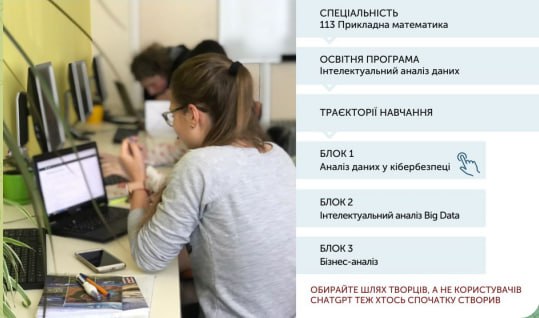 СПЕЦІАЛЬНІСТЬ
113 Прикладна математика
ОСВІТНЯ ПРОГРАМА
Інтелектуальний аналіз даних
ТРАЄКТОРІЇ НАВЧАННЯ
БЛОК 1
Аналіз даних у кібербезпеці
БЛОК 2
Інтелектуальний аналіз Big Data
БЛОК 3
Бізнес-аналіз
ОБИРАЙТЕ ШЛЯХ ТВОРЦІВ, А НЕ КОРИСТУВАЧІВ
CHATGPT ТЕЖ ХТОСЬ СПОЧАТКУ СТВОРИВ